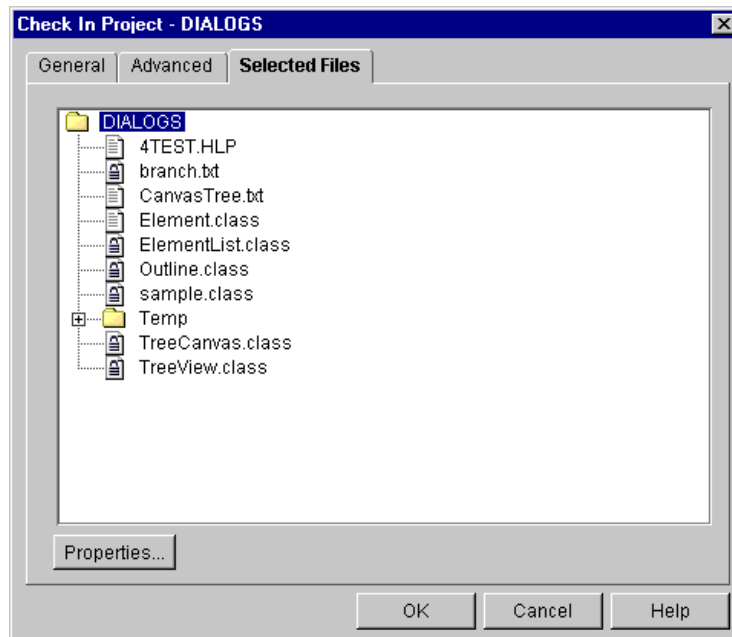 Check In Project - DIALOGS
General Advanced Selected Files
DIALOGS
4TEST.HLP
branch.txt
CanvasTree.txt
Element.class
ElementList.class
Outline.class
sample.class
Temp
TreeCanvas.class
TreeView.class
Properties...
OK Cancel Help